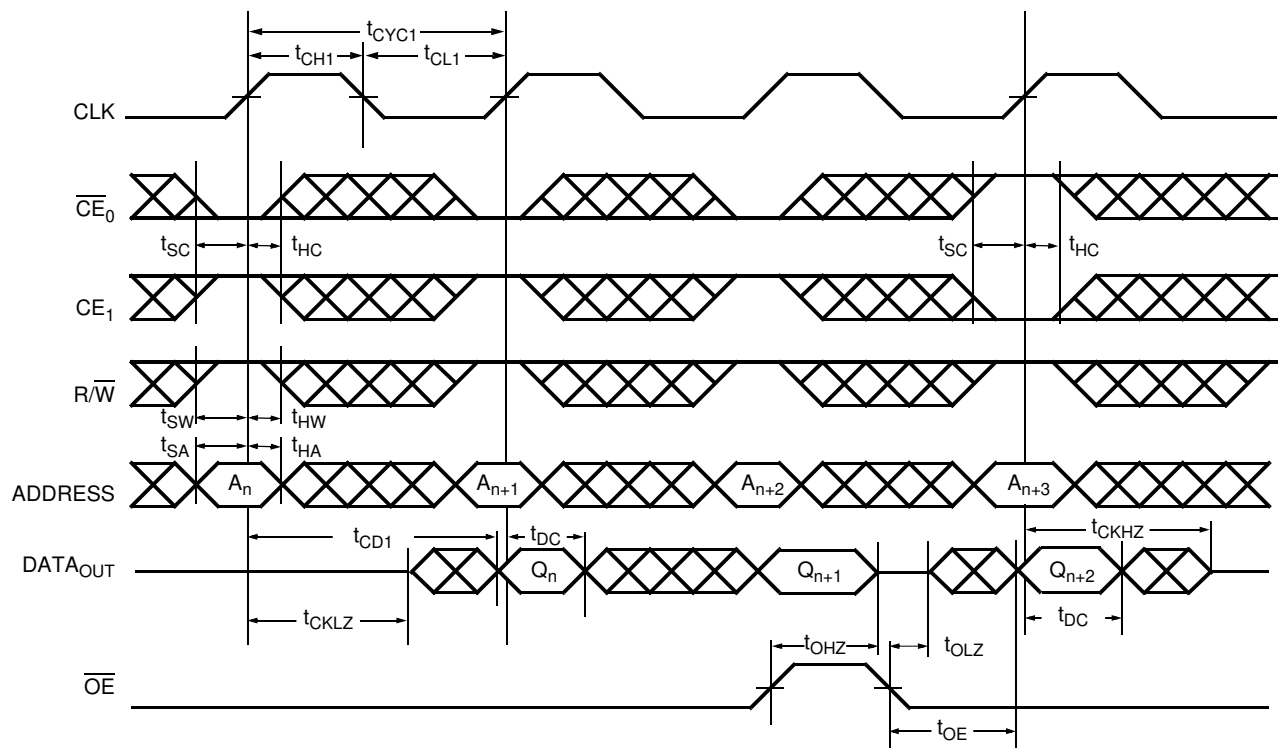 tCYC1
tCH1 tCL1
CLK
CE0
tSC tHC tSC tHC
CE1
R/W
tSW tHW
tSA tHA
ADDRESS An An+1 An+2 An+3
tCD1 tDC tCKHZ
DATAOUT Qn Qn+1 Qn+2
tCKLZ tDC
tOHZ tOLZ
OE
tOE